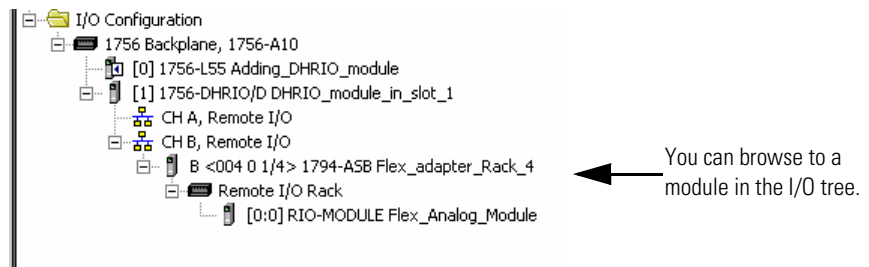 I/O Configuration
1756 Backplane, 1756-A10
[0] 1756-L55 Adding_DHRIO_module
[1] 1756-DHRIO/D DHRIO_module_in_slot_1
CH A, Remote I/O
CH B, Remote I/O
B <004 0 1/4> 1794-ASB Flex_adapter_Rack_4
Remote I/O Rack
[0:0] RIO-MODULE Flex_Analog_Module
You can browse to a
module in the I/O tree.